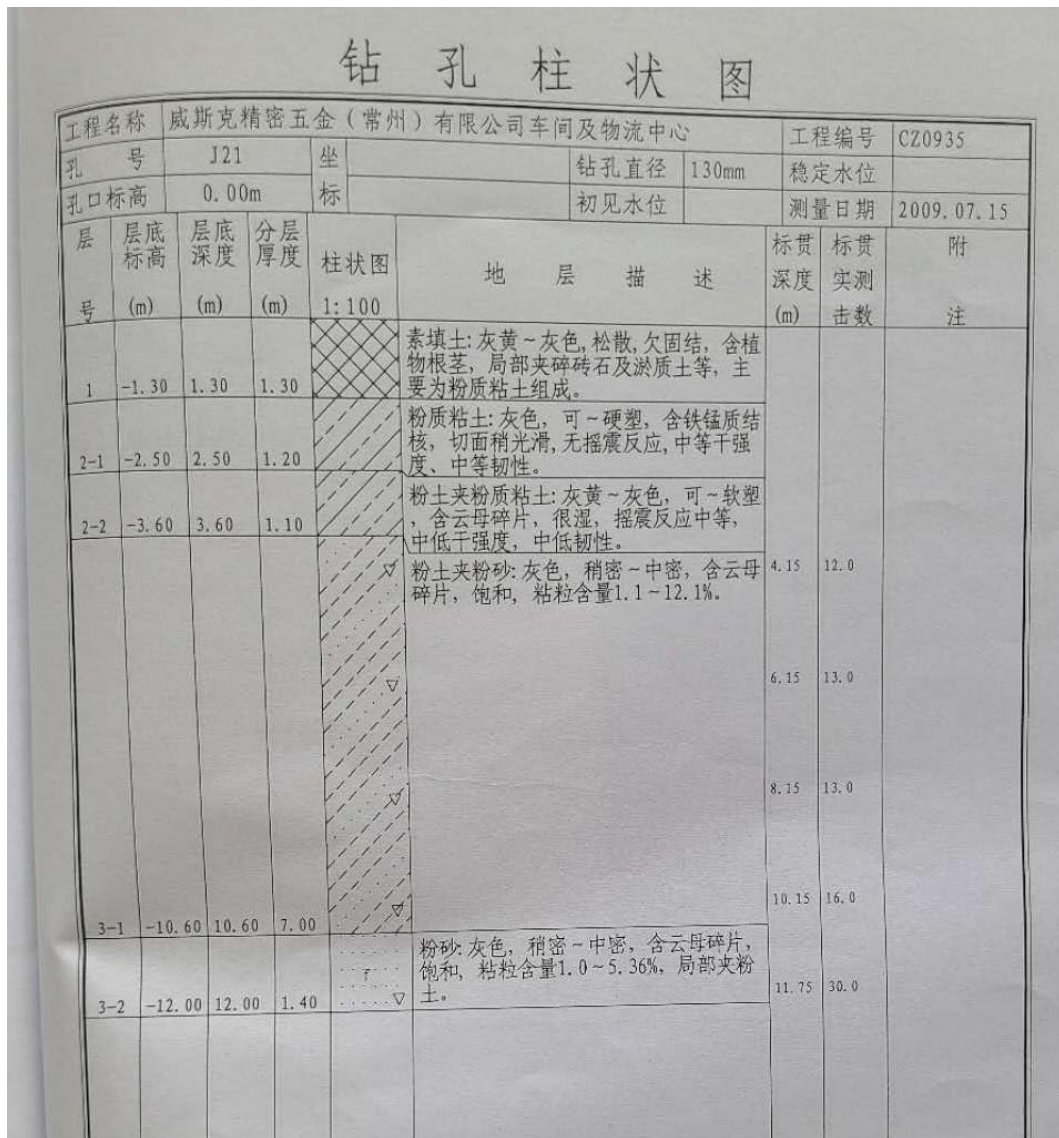 钻孔柱状图
工程名称 威斯克精密五金（常州）有限公司车间及物流中心 工程编号 CZ0935
孔号 J21 坐标 钻孔直径 130mm 稳定水位
孔口标高 0.00m 初见水位 测量日期 2009.07.15
层号 层底标高(m) 层底深度(m) 分层厚度(m) 柱状图1:100 地层描述 标贯深度(m) 标贯实测击数 附注
素填土:灰黄~灰色,松散,欠固结，含植
物根茎，局部夹碎砖石及淤质土等，主
1 -1.30 1.30 1.30 要为粉质粘土组成。
粉质粘土:灰色，可~硬塑，含铁锰质结
核，切面稍光滑,无摇震反应,中等干强
2-1 -2.50 2.50 1.20 度、中等韧性。
粉土夹粉质粘土:灰黄~灰色，可~软塑
，含云母碎片，很湿，摇震反应中等，
2-2 -3.60 3.60 1.10 中低干强度，中低韧性。
粉土夹粉砂:灰色，稍密~中密，含云母 4.15 12.0
碎片，饱和，粘粒含量1.1~12.1%。
6.15 13.0
8.15 13.0
10.15 16.0
3-1 -10.60 10.60 7.00
粉砂:灰色，稍密~中密，含云母碎片，
饱和，粘粒含量1.0~5.36%，局部夹粉
土。 11.75 30.0
3-2 -12.00 12.00 1.40